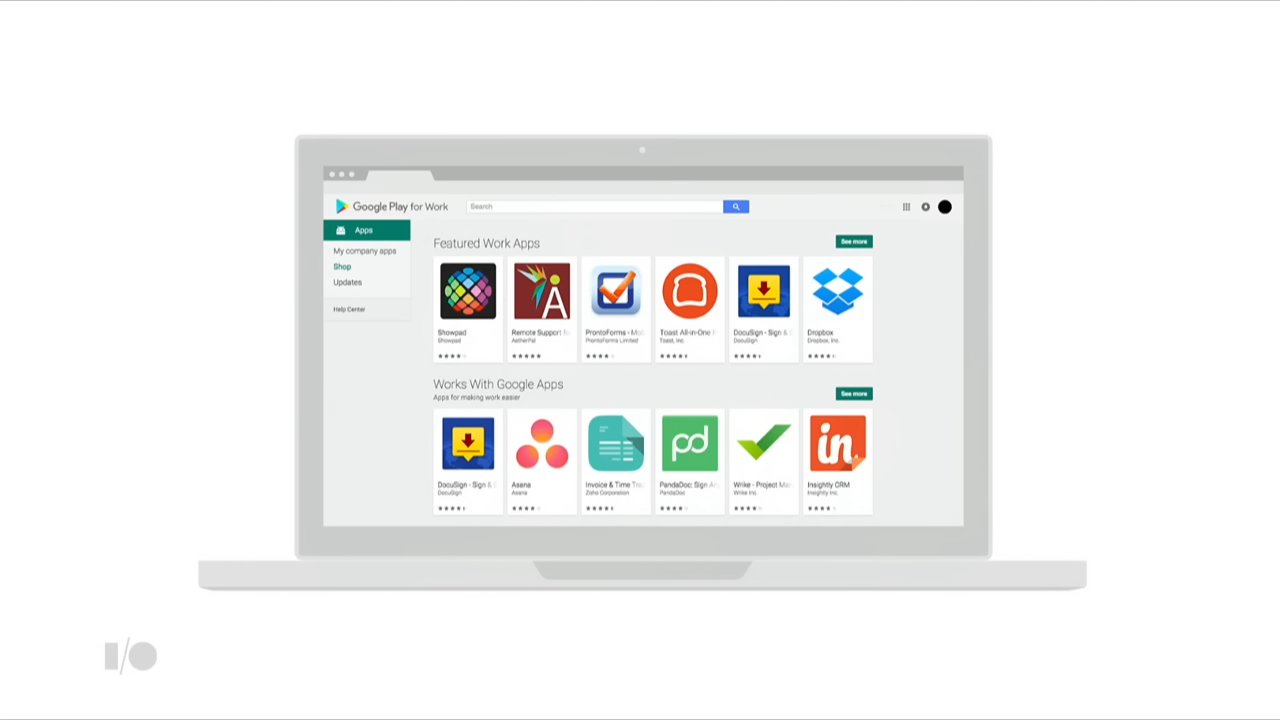 Google Play for Work
Search
Apps
My company apps
Shop
Updates
Help Center
Featured Work Apps
See more
Showpad
Showpad
Remote Support fo
AetherPal
ProntoForms - Mo
ProntoForms Limited
Toast All-in-One
Toast, Inc.
DocuSign - Sign &
DocuSign
Dropbox
Dropbox, Inc.
Works With Google Apps
Apps for making work easier
See more
pd
in
DocuSign - Sign &
DocuSign
Asana
Asana
Invoice & Time Tra
Zoho Corporation
PandaDoc: Sign
PandaDoc
Wrike - Project Man
Wrike Inc.
Insightly CRM
Insightly Inc.
I/O